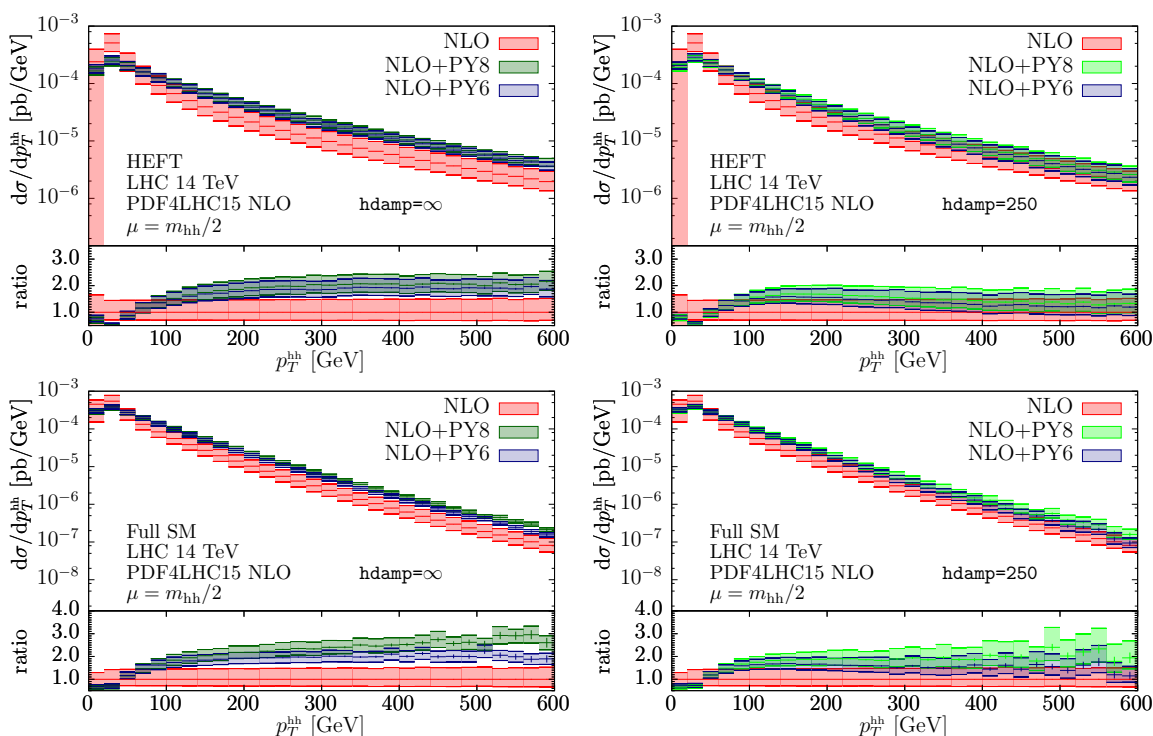 10⁻³
10⁻⁴
10⁻⁵
10⁻⁶
dσ/dp_T^hh [pb/GeV]
NLO
NLO+PY8
NLO+PY6
HEFT
LHC 14 TeV
PDF4LHC15 NLO
μ = m_hh/2
hdamp=∞
3.0
2.0
1.0
ratio
0 100 200 300 400 500 600
p_T^hh [GeV]
10⁻³
10⁻⁴
10⁻⁵
10⁻⁶
dσ/dp_T^hh [pb/GeV]
NLO
NLO+PY8
NLO+PY6
HEFT
LHC 14 TeV
PDF4LHC15 NLO
μ = m_hh/2
hdamp=250
3.0
2.0
1.0
ratio
0 100 200 300 400 500 600
p_T^hh [GeV]
10⁻³
10⁻⁴
10⁻⁵
10⁻⁶
10⁻⁷
10⁻⁸
dσ/dp_T^hh [pb/GeV]
NLO
NLO+PY8
NLO+PY6
Full SM
LHC 14 TeV
PDF4LHC15 NLO
μ = m_hh/2
hdamp=∞
4.0
3.0
2.0
1.0
ratio
0 100 200 300 400 500 600
p_T^hh [GeV]
10⁻³
10⁻⁴
10⁻⁵
10⁻⁶
10⁻⁷
10⁻⁸
dσ/dp_T^hh [pb/GeV]
NLO
NLO+PY8
NLO+PY6
Full SM
LHC 14 TeV
PDF4LHC15 NLO
μ = m_hh/2
hdamp=250
4.0
3.0
2.0
1.0
ratio
0 100 200 300 400 500 600
p_T^hh [GeV]